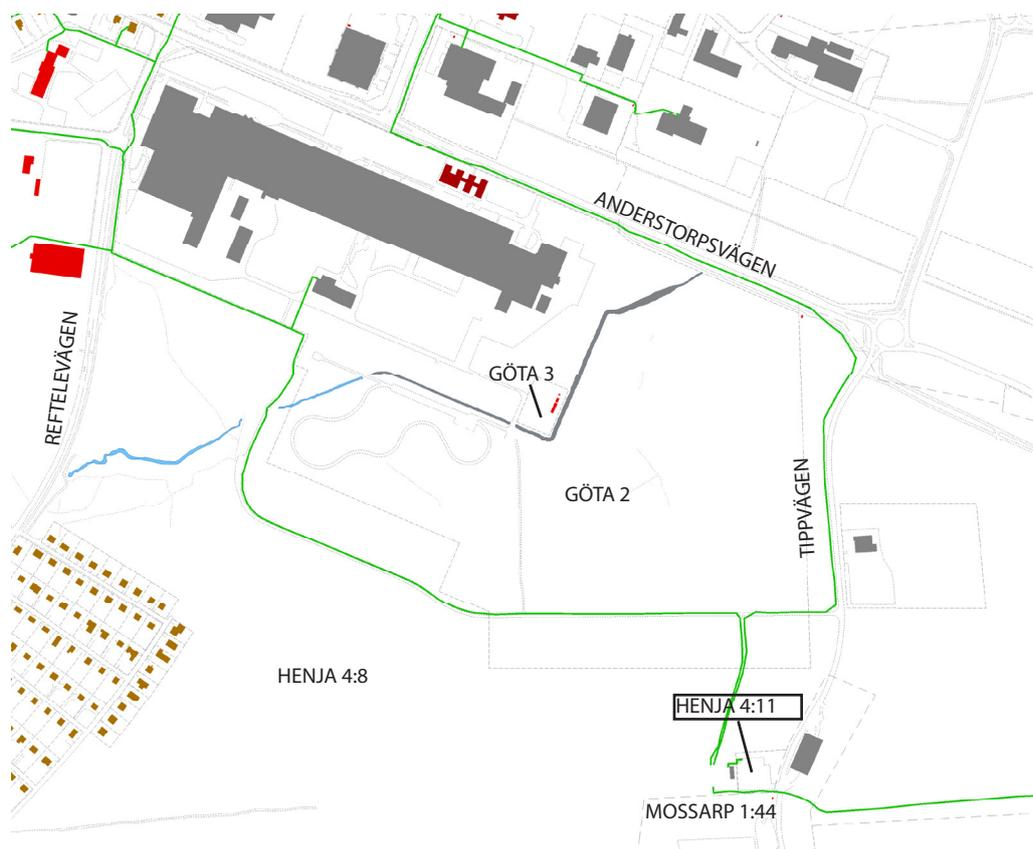 ANDERSTORPSVÄGEN
REFTELEVÄGEN
GÖTA 3
GÖTA 2
TIPPVÄGEN
HENJA 4:8
HENJA 4:11
MOSSARP 1:44